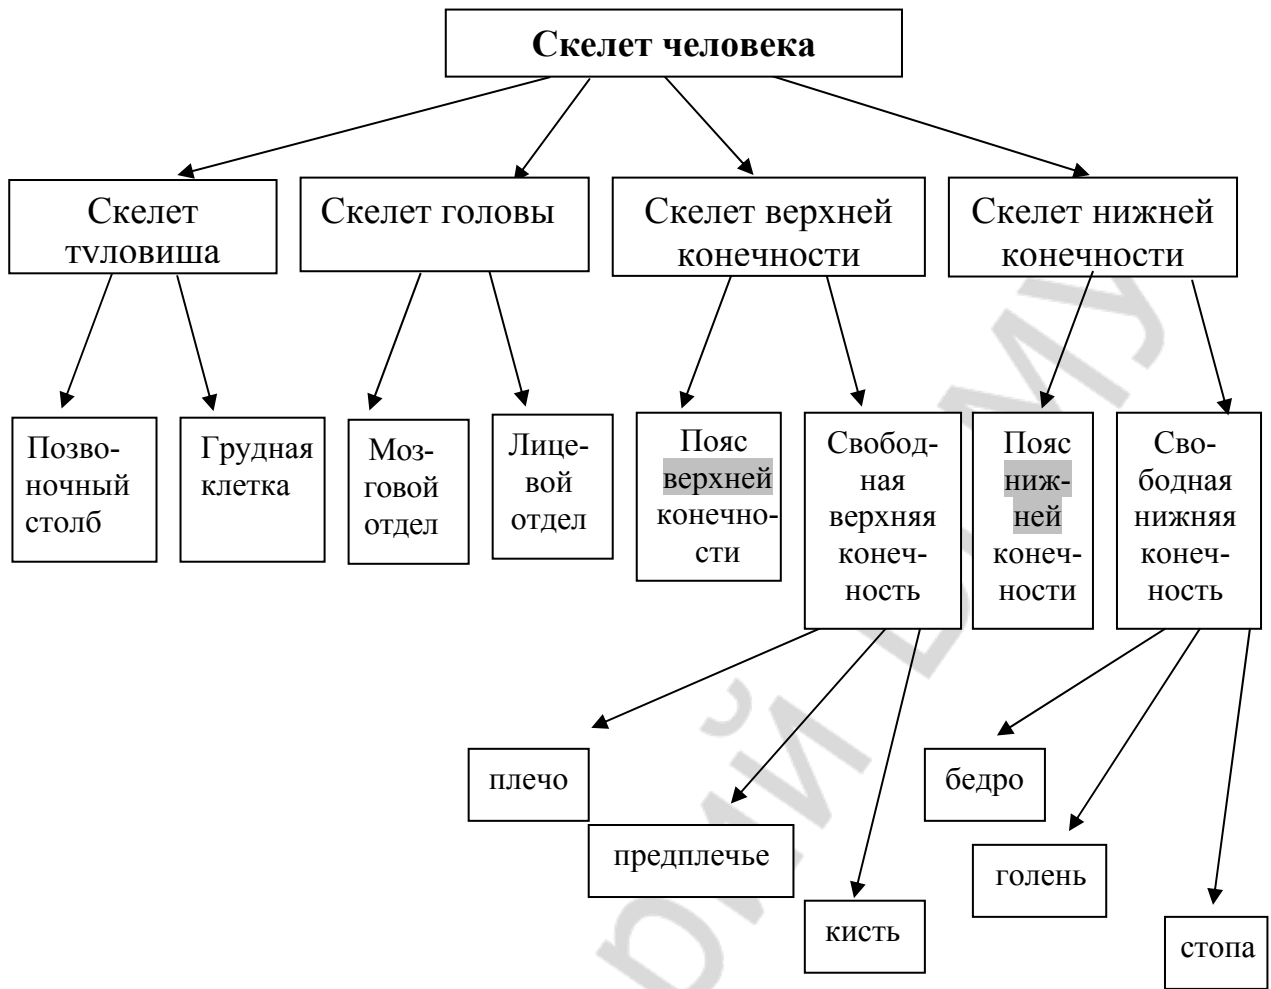 Скелет человека
Скелет
туловища
Скелет головы
Скелет верхней
конечности
Скелет нижней
конечности
Позво-
ночный
столб
Грудная
клетка
Моз-
говой
отдел
Лице-
вой
отдел
Пояс
верхней
конечно-
сти
Свобод-
ная
верхняя
конеч-
ность
Пояс
ниж-
ней
конеч-
ности
Сво-
бодная
нижняя
конеч-
ность
плечо
предплечье
кисть
бедро
голень
стопа